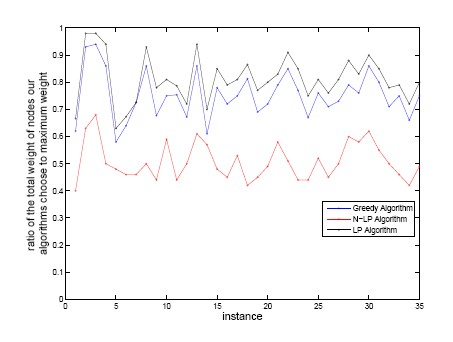 ratio of the total weight of nodes our
algorithms choose to maximum weight
1
0.9
0.8
0.7
0.6
0.5
0.4
0.3
0.2
0.1
0
0 5 10 15 20 25 30 35
instance
Greedy Algorithm
N-LP Algorithm
LP Algorithm